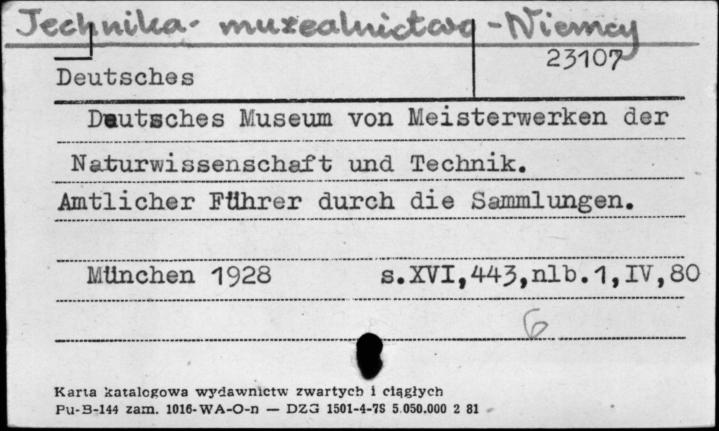 Technika - muzealnictwo - Niemcy
23107
Deutsches
Deutsches Museum von Meisterwerken der
Naturwissenschaft und Technik.
Amtlicher Führer durch die Sammlungen.
München 1928 s.XVI,443,nlb.1,IV,80
6
Karta katalogowa wydawnictw zwartych i ciągłych
Pu-B-144 zam. 1016-WA-O-n — DZG 1501-4-78 5.050.000 2 81